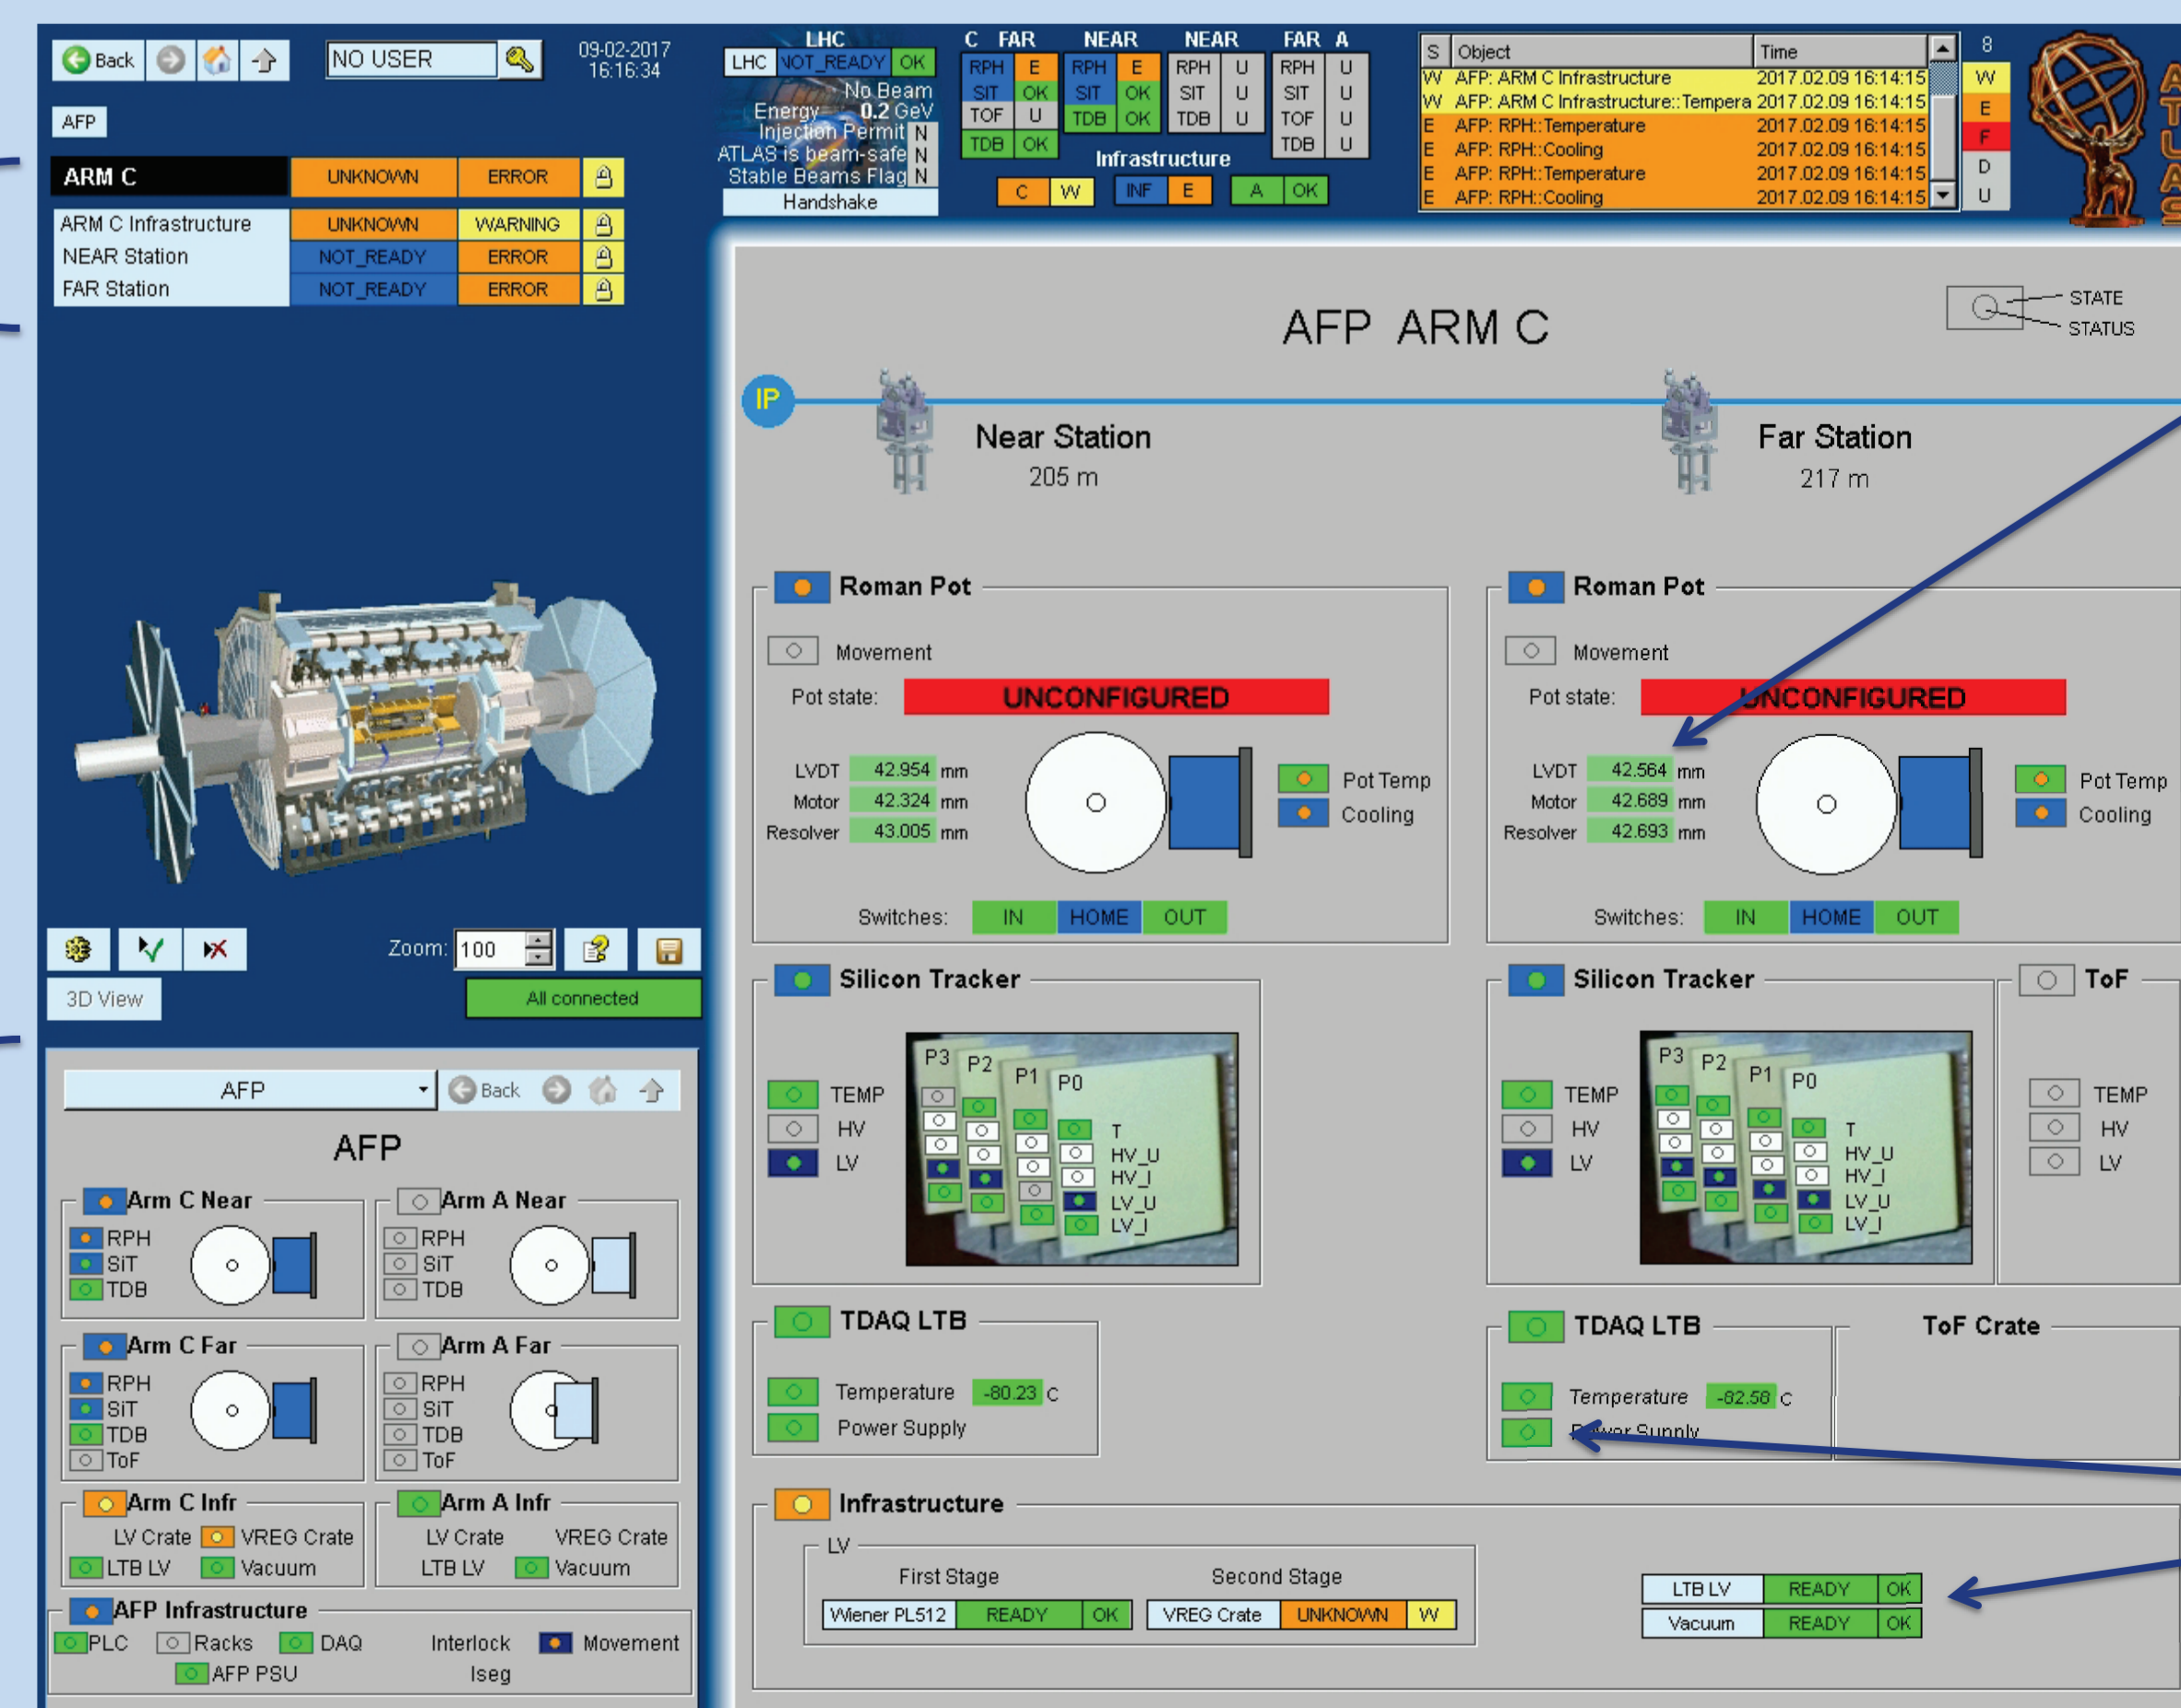 Back
NO USER
09-02-2017
16:16:34
AFP
ARM C UNKNOWN ERROR
ARM C Infrastructure UNKNOWN WARNING
NEAR Station NOT_READY ERROR
FAR Station NOT_READY ERROR
LHC
LHC NOT_READY OK
No Beam
Energy 0.2 GeV
Injection Permit N
ATLAS is beam-safe N
Stable Beams Flag N
Handshake
C FAR NEAR NEAR FAR A
RPH E RPH E RPH U RPH U
SIT OK SIT OK SIT U SIT U
TOF U TDB OK TDB U TOF U
TDB OK TDB U
Infrastructure
C W INF E A OK
S Object Time
W AFP: ARM C Infrastructure 2017.02.09 16:14:15
W AFP: ARM C Infrastructure::Tempera 2017.02.09 16:14:15
E AFP: RPH::Temperature 2017.02.09 16:14:15
E AFP: RPH::Cooling 2017.02.09 16:14:15
E AFP: RPH::Temperature 2017.02.09 16:14:15
E AFP: RPH::Cooling 2017.02.09 16:14:15
8
W
E
F
D
U
ATLAS
Zoom: 100
3D View
All connected
AFP Back
AFP
Arm C Near
RPH
SiT
TDB
Arm A Near
RPH
SiT
TDB
Arm C Far
RPH
SiT
TDB
ToF
Arm A Far
RPH
SiT
TDB
ToF
Arm C Infr
LV Crate VREG Crate
LTB LV Vacuum
Arm A Infr
LV Crate VREG Crate
LTB LV Vacuum
AFP Infrastructure
PLC Racks DAQ Interlock Movement
AFP PSU Iseg
AFP ARM C
STATE
STATUS
IP
Near Station
205 m
Far Station
217 m
Roman Pot
Movement
Pot state: UNCONFIGURED
LVDT 42.954 mm
Motor 42.324 mm
Resolver 43.005 mm
Pot Temp
Cooling
Switches: IN HOME OUT
Roman Pot
Movement
Pot state: UNCONFIGURED
LVDT 42.564 mm
Motor 42.689 mm
Resolver 42.693 mm
Pot Temp
Cooling
Switches: IN HOME OUT
Silicon Tracker
TEMP
HV
LV
P3 P2 P1 P0
T
HV_U
HV_I
LV_U
LV_I
Silicon Tracker
TEMP
HV
LV
P3 P2 P1 P0
T
HV_U
HV_I
LV_U
LV_I
ToF
TEMP
HV
LV
TDAQ LTB
Temperature -80.23 C
Power Supply
TDAQ LTB
Temperature -82.58 C
Power Supply
ToF Crate
Infrastructure
LV
First Stage Second Stage
Wiener PL512 READY OK VREG Crate UNKNOWN W
LTB LV READY OK
Vacuum READY OK